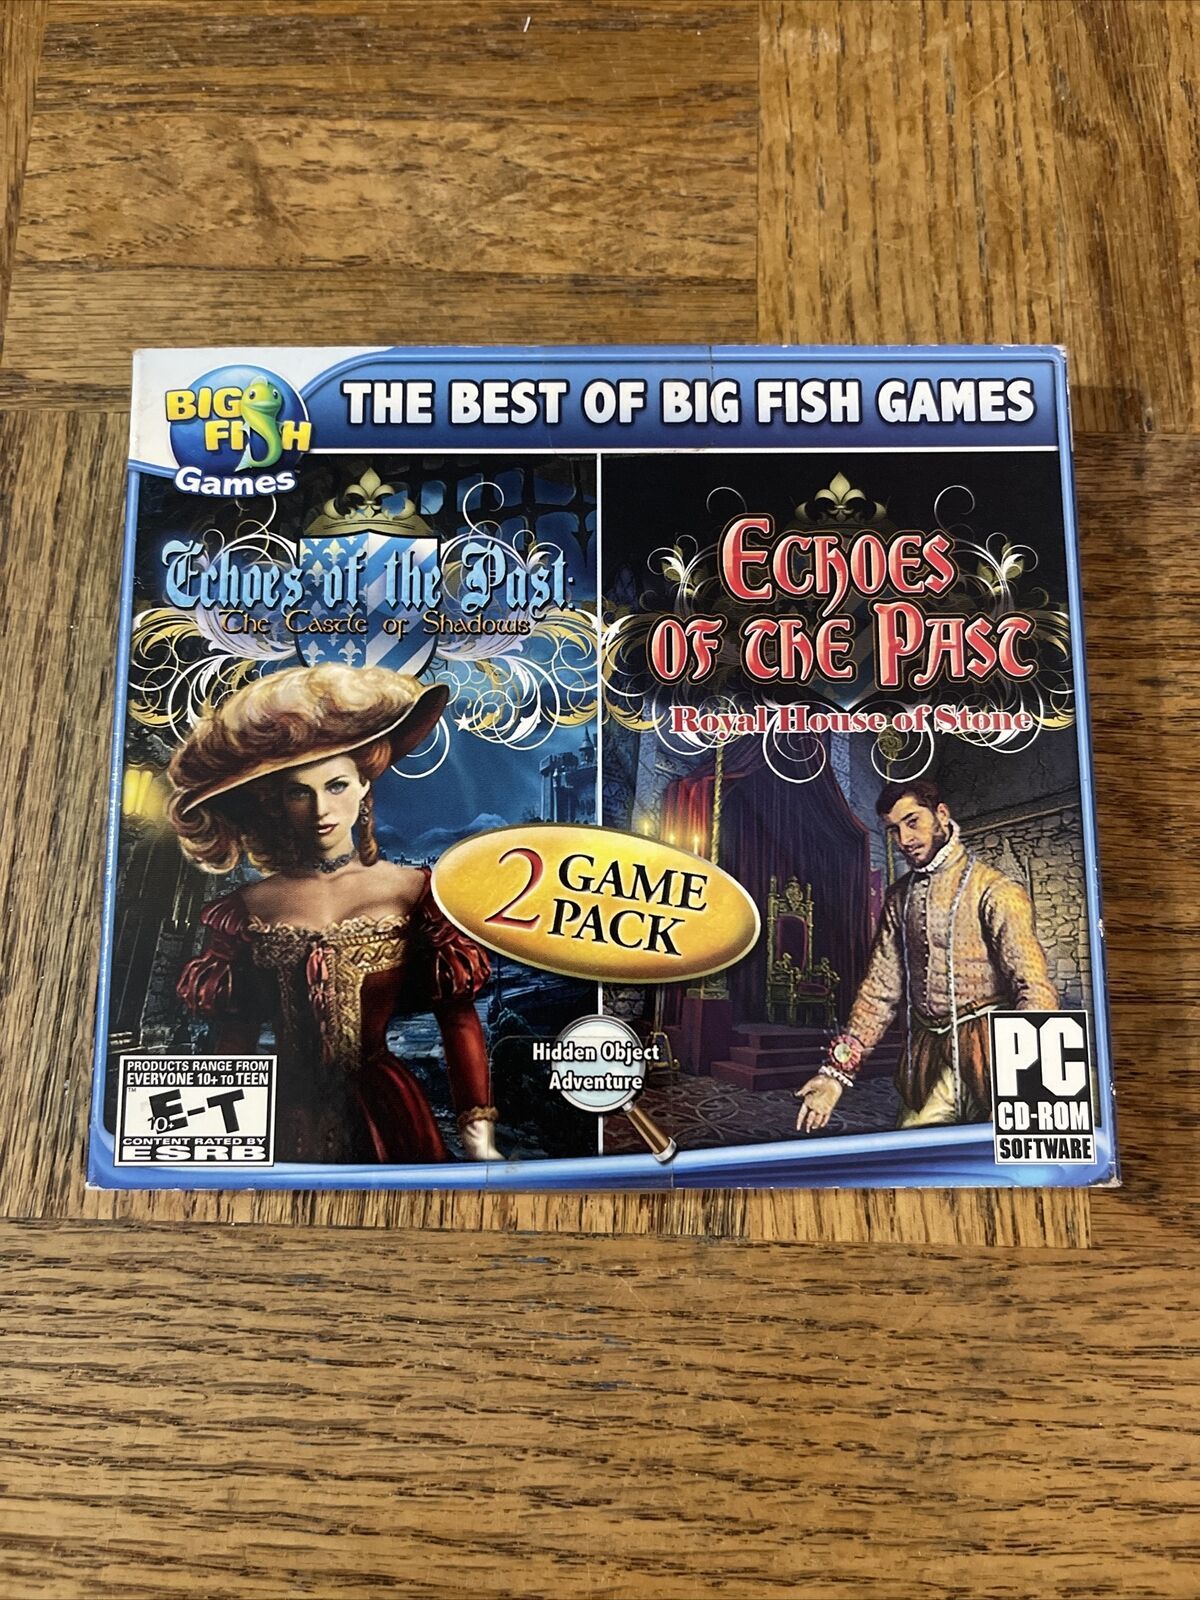 BIG
FISH
Games™
THE BEST OF BIG FISH GAMES
Echoes of the Past:
The Castle of Shadows
ECHOES
OF THE PAST
Royal House of Stone
2 GAME
PACK
Hidden Object
Adventure
PRODUCTS RANGE FROM
EVERYONE 10+ TO TEEN
™
E-T
10+
CONTENT RATED BY
ESRB
PC
CD-ROM
SOFTWARE